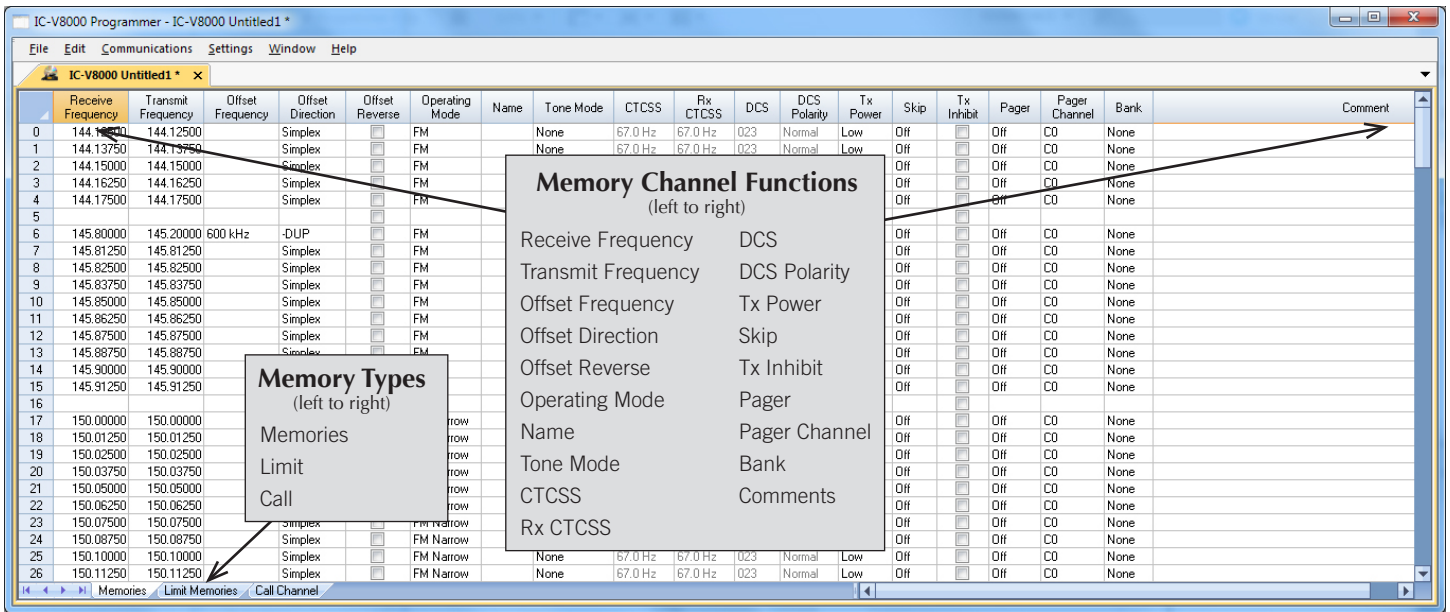 IC-V8000 Programmer - IC-V8000 Untitled1 *
File Edit Communications Settings Window Help
IC-V8000 Untitled1 * x
Receive Frequency Transmit Frequency Offset Frequency Offset Direction Offset Reverse Operating Mode Name Tone Mode CTCSS Rx CTCSS DCS DCS Polarity Tx Power Skip Tx Inhibit Pager Pager Channel Bank Comment
0 144.12500 144.12500 Simplex FM None 67.0 Hz 67.0 Hz 023 Normal Low Off Off C0 None
1 144.13750 144.13750 Simplex FM None 67.0 Hz 67.0 Hz 023 Normal Low Off Off C0 None
2 144.15000 144.15000 Simplex FM Off Off C0 None
3 144.16250 144.16250 Simplex FM Off Off C0 None
4 144.17500 144.17500 Simplex FM Off Off C0 None
5
6 145.80000 145.20000 600 kHz -DUP FM Off Off C0 None
7 145.81250 145.81250 Simplex FM Off Off C0 None
8 145.82500 145.82500 Simplex FM Off Off C0 None
9 145.83750 145.83750 Simplex FM Off Off C0 None
10 145.85000 145.85000 Simplex FM Off Off C0 None
11 145.86250 145.86250 Simplex FM Off Off C0 None
12 145.87500 145.87500 Simplex FM Off Off C0 None
13 145.88750 145.88750 Simplex FM Off Off C0 None
14 145.90000 145.90000 Off Off C0 None
15 145.91250 145.91250 Off Off C0 None
16
17 150.00000 150.00000 rrow Off Off C0 None
18 150.01250 150.01250 rrow Off Off C0 None
19 150.02500 150.02500 rrow Off Off C0 None
20 150.03750 150.03750 rrow Off Off C0 None
21 150.05000 150.05000 rrow Off Off C0 None
22 150.06250 150.06250 rrow Off Off C0 None
23 150.07500 150.07500 Simplex FM Narrow Off Off C0 None
24 150.08750 150.08750 Simplex FM Narrow Off Off C0 None
25 150.10000 150.10000 Simplex FM Narrow None 67.0 Hz 67.0 Hz 023 Normal Low Off Off C0 None
26 150.11250 150.11250 Simplex FM Narrow None 67.0 Hz 67.0 Hz 023 Normal Low Off Off C0 None
Memories Limit Memories Call Channel
Memory Types
(left to right)
Memories
Limit
Call
Memory Channel Functions
(left to right)
Receive Frequency
Transmit Frequency
Offset Frequency
Offset Direction
Offset Reverse
Operating Mode
Name
Tone Mode
CTCSS
Rx CTCSS
DCS
DCS Polarity
Tx Power
Skip
Tx Inhibit
Pager
Pager Channel
Bank
Comments